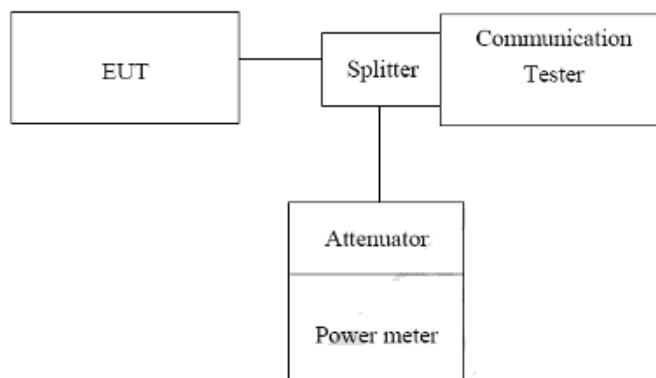 EUT
Splitter
Communication
Tester
Attenuator
Power meter